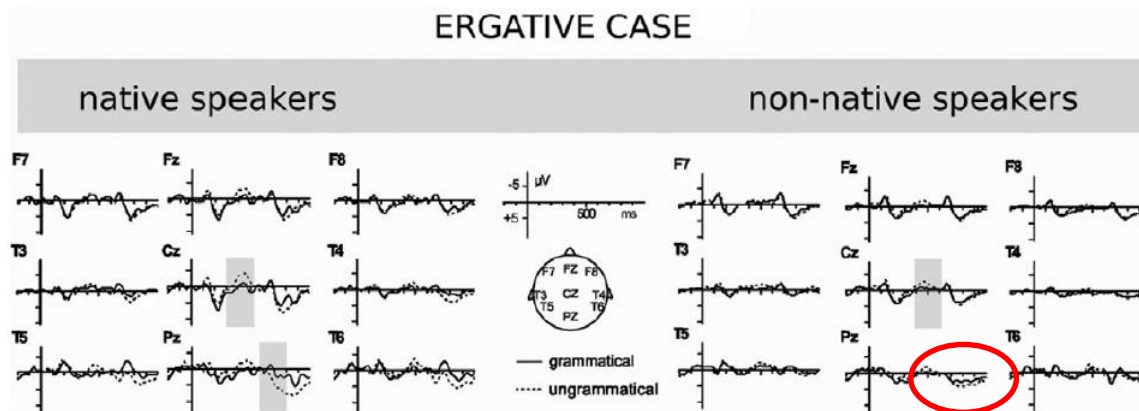 ERGATIVE CASE
native speakers non-native speakers
F7 Fz F8
T3 Cz T4
T5 Pz T6
-5 µV
+5 500 ms
F7 FZ F8
T3 CZ T4
T5 T6
PZ
grammatical
ungrammatical
F7 Fz F8
T3 Cz T4
T5 Pz T6